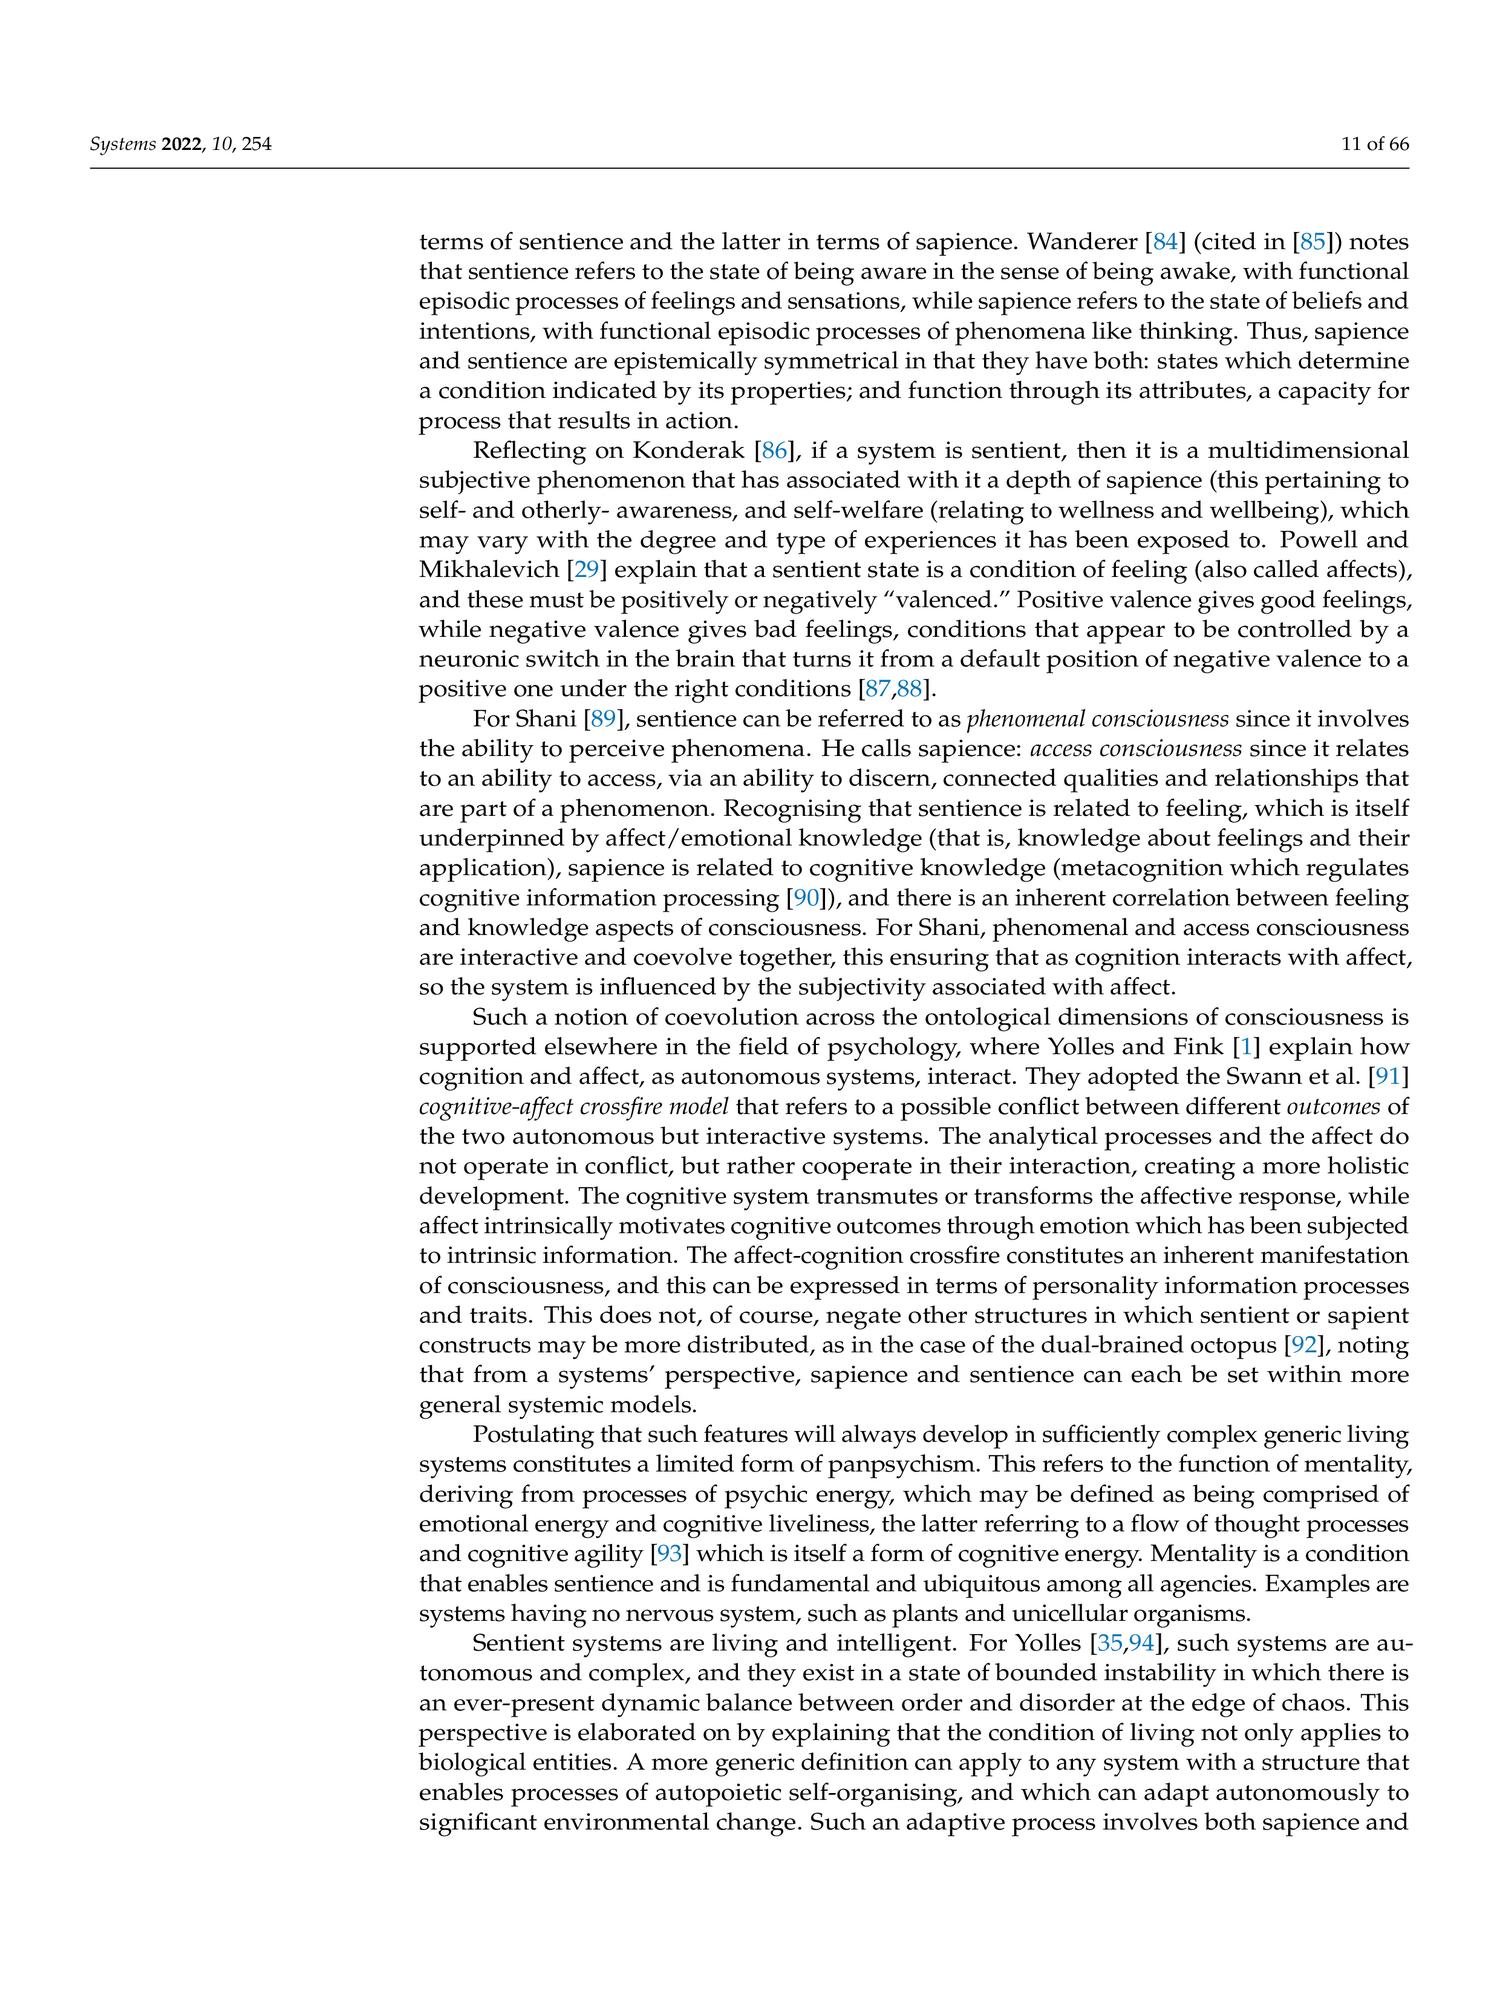 Systems 2022, 10, 254
11 of 66
terms of sentience and the latter in terms of sapience. Wanderer [84] (cited in [85]) notes
that sentience refers to the state of being aware in the sense of being awake, with functional
episodic processes of feelings and sensations, while sapience refers to the state of beliefs and
intentions, with functional episodic processes of phenomena like thinking. Thus, sapience
and sentience are epistemically symmetrical in that they have both: states which determine
a condition indicated by its properties; and function through its attributes, a capacity for
process that results in action.
Reflecting on Konderak [86], if a system is sentient, then it is a multidimensional
subjective phenomenon that has associated with it a depth of sapience (this pertaining to
self- and otherly- awareness, and self-welfare (relating to wellness and wellbeing), which
may vary with the degree and type of experiences it has been exposed to. Powell and
Mikhalevich [29] explain that a sentient state is a condition of feeling (also called affects),
and these must be positively or negatively “valenced.” Positive valence gives good feelings,
while negative valence gives bad feelings, conditions that appear to be controlled by a
neuronic switch in the brain that turns it from a default position of negative valence to a
positive one under the right conditions [87,88].
For Shani [89], sentience can be referred to as phenomenal consciousness since it involves
the ability to perceive phenomena. He calls sapience: access consciousness since it relates
to an ability to access, via an ability to discern, connected qualities and relationships that
are part of a phenomenon. Recognising that sentience is related to feeling, which is itself
underpinned by affect/emotional knowledge (that is, knowledge about feelings and their
application), sapience is related to cognitive knowledge (metacognition which regulates
cognitive information processing [90]), and there is an inherent correlation between feeling
and knowledge aspects of consciousness. For Shani, phenomenal and access consciousness
are interactive and coevolve together, this ensuring that as cognition interacts with affect,
so the system is influenced by the subjectivity associated with affect.
Such a notion of coevolution across the ontological dimensions of consciousness is
supported elsewhere in the field of psychology, where Yolles and Fink [1] explain how
cognition and affect, as autonomous systems, interact. They adopted the Swann et al. [91]
cognitive-affect crossfire model that refers to a possible conflict between different outcomes of
the two autonomous but interactive systems. The analytical processes and the affect do
not operate in conflict, but rather cooperate in their interaction, creating a more holistic
development. The cognitive system transmutes or transforms the affective response, while
affect intrinsically motivates cognitive outcomes through emotion which has been subjected
to intrinsic information. The affect-cognition crossfire constitutes an inherent manifestation
of consciousness, and this can be expressed in terms of personality information processes
and traits. This does not, of course, negate other structures in which sentient or sapient
constructs may be more distributed, as in the case of the dual-brained octopus [92], noting
that from a systems’ perspective, sapience and sentience can each be set within more
general systemic models.
Postulating that such features will always develop in sufficiently complex generic living
systems constitutes a limited form of panpsychism. This refers to the function of mentality,
deriving from processes of psychic energy, which may be defined as being comprised of
emotional energy and cognitive liveliness, the latter referring to a flow of thought processes
and cognitive agility [93] which is itself a form of cognitive energy. Mentality is a condition
that enables sentience and is fundamental and ubiquitous among all agencies. Examples are
systems having no nervous system, such as plants and unicellular organisms.
Sentient systems are living and intelligent. For Yolles [35,94], such systems are au-
tonomous and complex, and they exist in a state of bounded instability in which there is
an ever-present dynamic balance between order and disorder at the edge of chaos. This
perspective is elaborated on by explaining that the condition of living not only applies to
biological entities. A more generic definition can apply to any system with a structure that
enables processes of autopoietic self-organising, and which can adapt autonomously to
significant environmental change. Such an adaptive process involves both sapience and